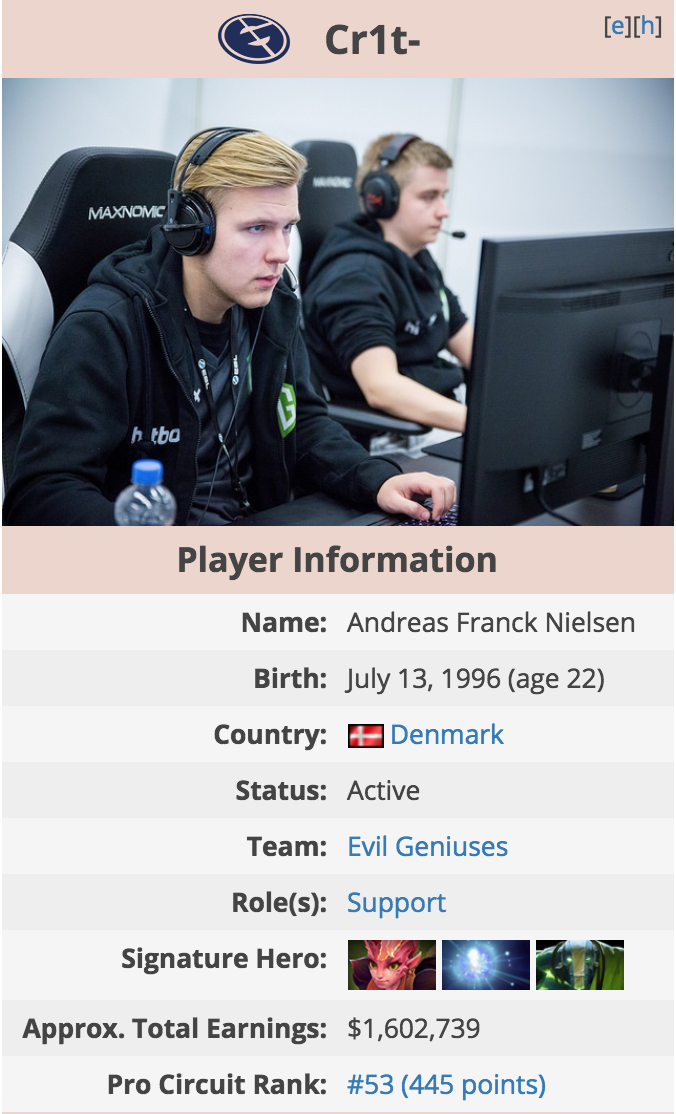 Cr1t-
[e][h]
MAXNOMIC
MAXNOMIC
ESL
G
Player Information
Name: Andreas Franck Nielsen
Birth: July 13, 1996 (age 22)
Country: Denmark
Status: Active
Team: Evil Geniuses
Role(s): Support
Signature Hero:
Approx. Total Earnings: $1,602,739
Pro Circuit Rank: #53 (445 points)